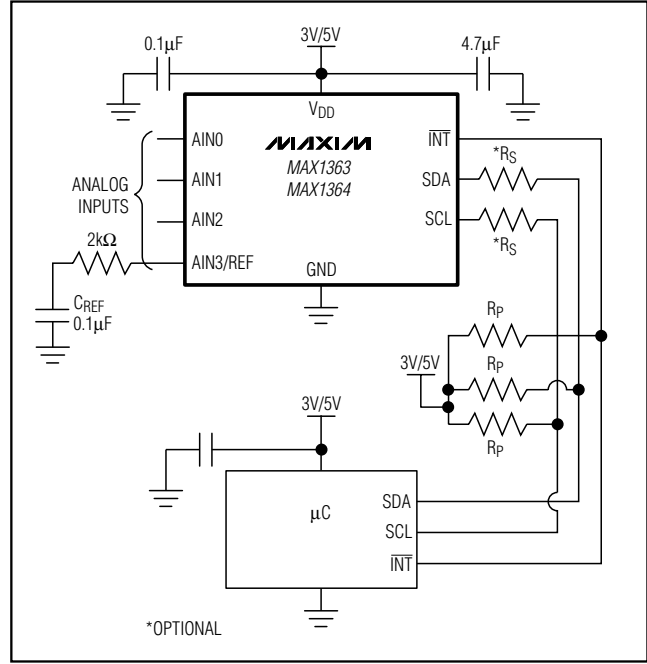 3V/5V
0.1µF
4.7µF
VDD
AIN0
MAXIM
INT
MAX1363
*RS
MAX1364
SDA
ANALOG
INPUTS
AIN1
AIN2
SCL
*RS
2kΩ
AIN3/REF
GND
CREF
0.1µF
RP
3V/5V
RP
3V/5V
RP
µC
SDA
SCL
INT
*OPTIONAL